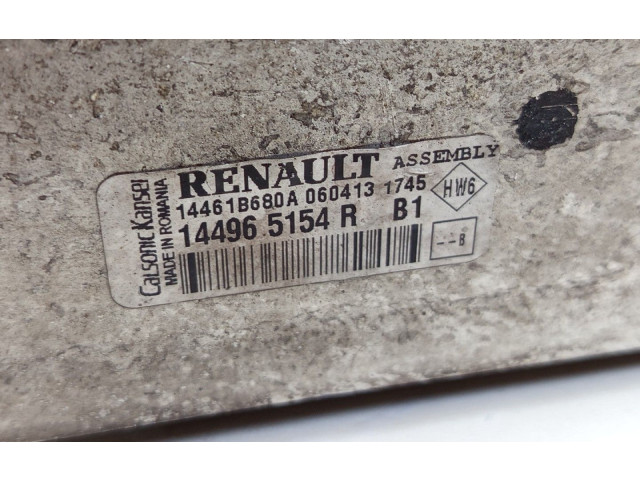 RENAULT ASSEMBLY
14461B680A 060413 1745
14496 5154 R B1
HW6
--B
Calsonic Kansei
MADE IN ROMANIA